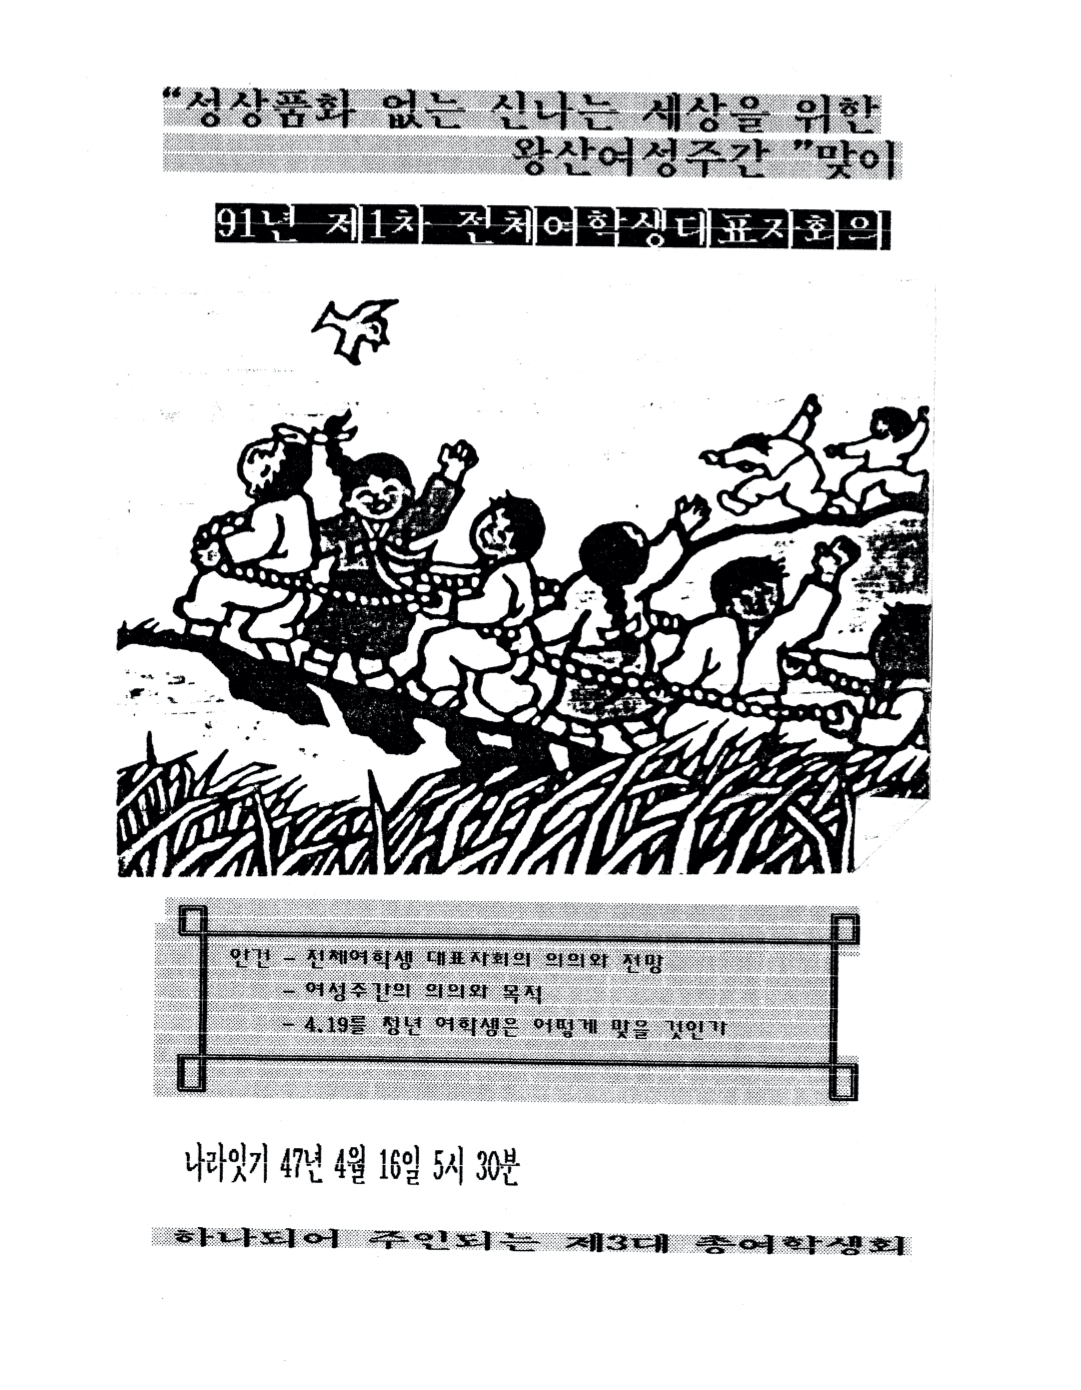 “성상품화 없는 신나는 세상을 위한
왕산여성주간 ”맞이
91년 제1차 전체여학생대표자회의
안건 - 전체여학생 대표자회의 의의와 전망
- 여성주간의 의의와 목적
- 4.19를 청년 여학생은 어떻게 맞을 것인가
나라잇기 47년 4월 16일 5시 30분
하나되어 주인되는 제3대 총여학생회